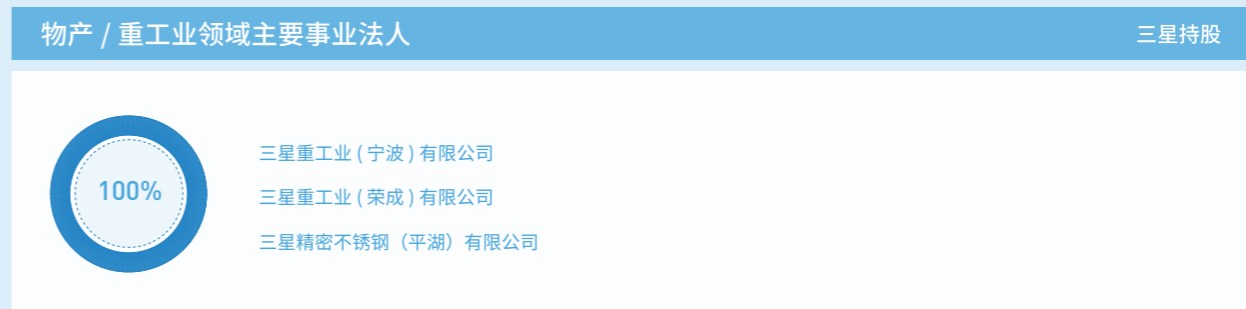 物产 / 重工业领域主要事业法人
三星持股
100%
三星重工业 ( 宁波 ) 有限公司
三星重工业 ( 荣成 ) 有限公司
三星精密不锈钢（平湖）有限公司